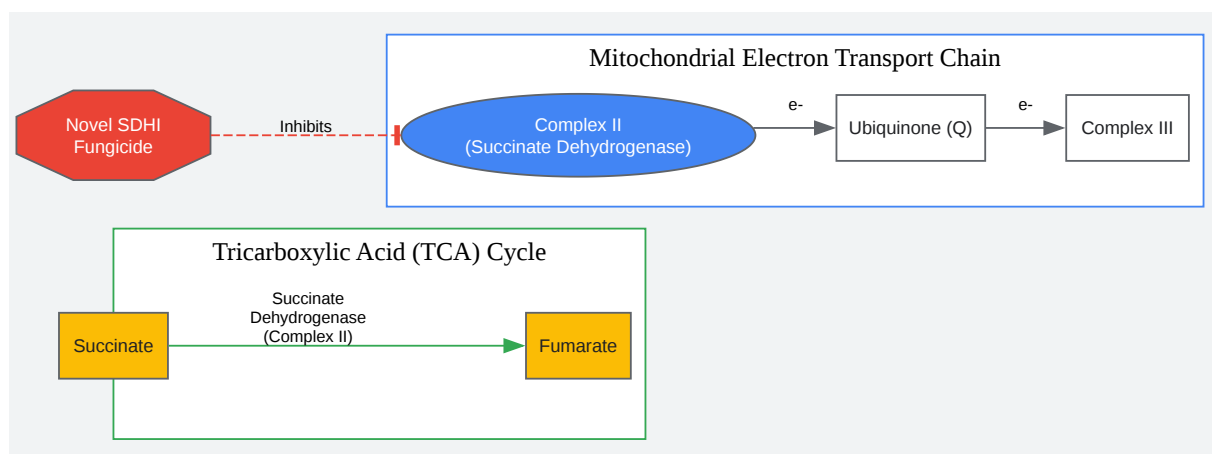 Mitochondrial Electron Transport Chain
Novel SDHI
Fungicide
Inhibits
Complex II
(Succinate Dehydrogenase)
e-
Ubiquinone (Q)
e-
Complex III
Tricarboxylic Acid (TCA) Cycle
Succinate
Succinate
Dehydrogenase
(Complex II)
Fumarate